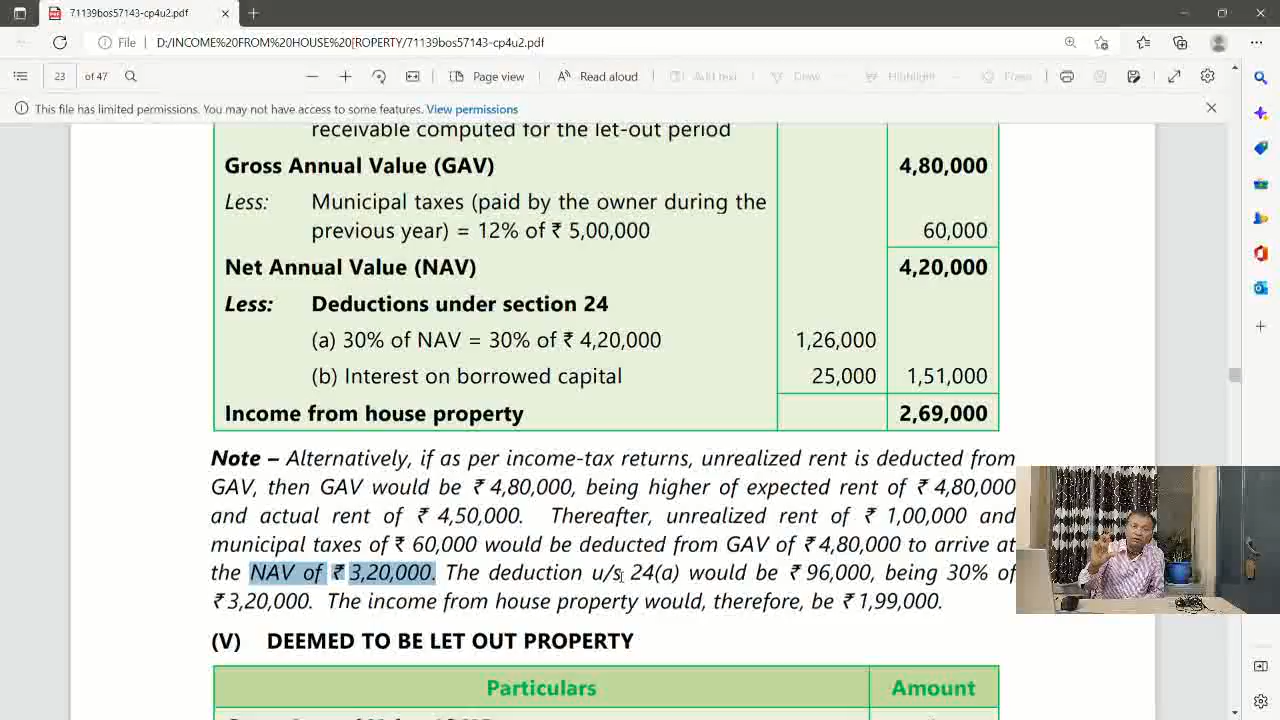 71139bos57143-cp4u2.pdf
File D:/INCOME%20FROM%20HOUSE%20[ROPERTY/71139bos57143-cp4u2.pdf
23 of 47 Page view Read aloud Add text Draw Highlight Erase
This file has limited permissions. You may not have access to some features. View permissions
receivable computed for the let-out period
Gross Annual Value (GAV) 4,80,000
Less: Municipal taxes (paid by the owner during the
previous year) = 12% of ₹ 5,00,000 60,000
Net Annual Value (NAV) 4,20,000
Less: Deductions under section 24
(a) 30% of NAV = 30% of ₹ 4,20,000 1,26,000
(b) Interest on borrowed capital 25,000 1,51,000
Income from house property 2,69,000
Note – Alternatively, if as per income-tax returns, unrealized rent is deducted from
GAV, then GAV would be ₹ 4,80,000, being higher of expected rent of ₹ 4,80,000
and actual rent of ₹ 4,50,000. Thereafter, unrealized rent of ₹ 1,00,000 and
municipal taxes of ₹ 60,000 would be deducted from GAV of ₹ 4,80,000 to arrive at
the NAV of ₹ 3,20,000. The deduction u/s 24(a) would be ₹ 96,000, being 30% of
₹ 3,20,000. The income from house property would, therefore, be ₹ 1,99,000.
(V) DEEMED TO BE LET OUT PROPERTY
Particulars Amount